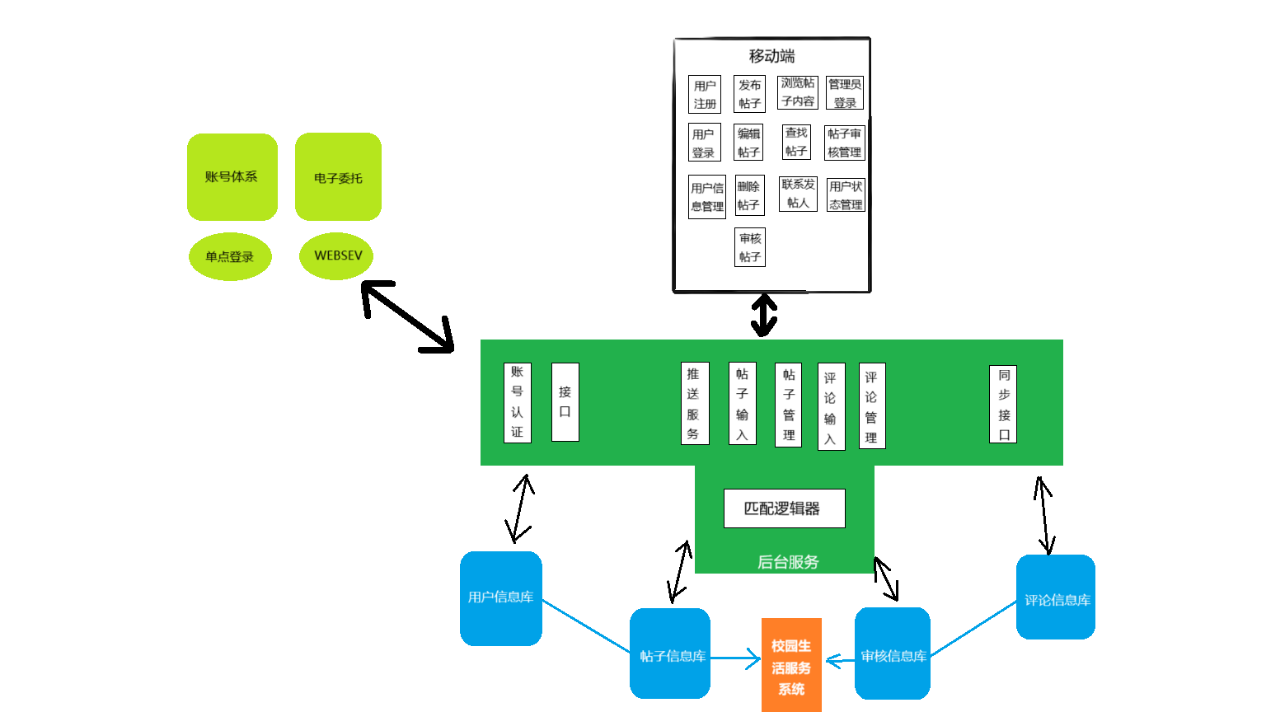 移动端
用户
注册
发布
帖子
浏览帖
子内容
管理员
登录
用户
登录
编辑
帖子
查找
帖子
帖子审
核管理
用户信
息管理
删除
帖子
联系发
帖人
用户状
态管理
审核
帖子
账号体系
电子委托
单点登录
WEBSEV
账
号
认
证
接
口
推
送
服
务
帖
子
输
入
帖
子
管
理
评
论
输
入
评
论
管
理
同
步
接
口
匹配逻辑器
后台服务
用户信息库
帖子信息库
校园生
活服务
系统
审核信息库
评论信息库